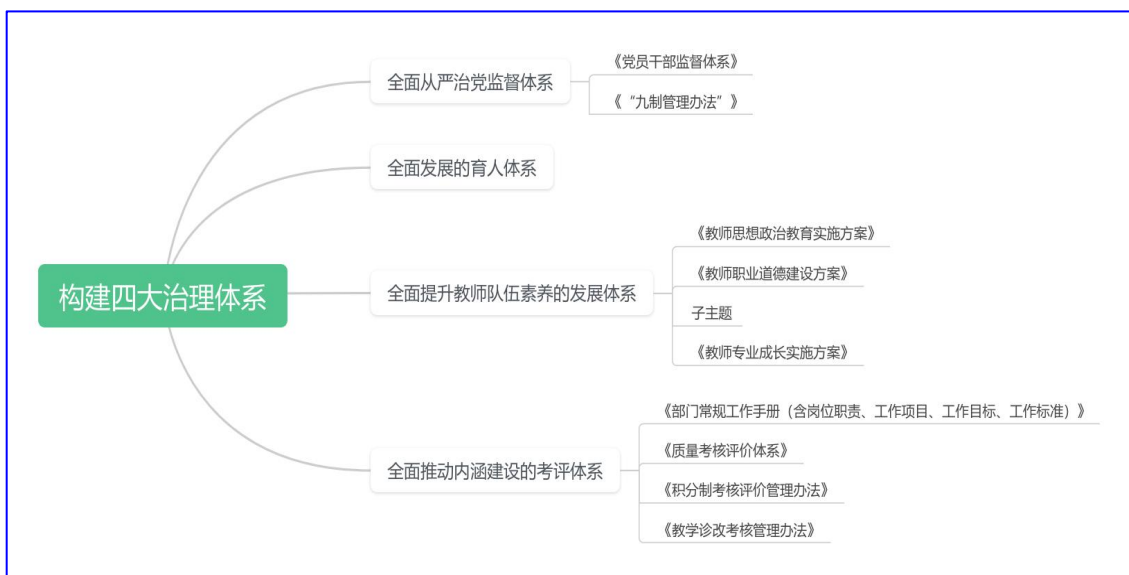 构建四大治理体系
全面从严治党监督体系
《党员干部监督体系》
《“九制管理办法”》
全面发展的育人体系
全面提升教师队伍素养的发展体系
《教师思想政治教育实施方案》
《教师职业道德建设方案》
子主题
《教师专业成长实施方案》
全面推动内涵建设的考评体系
《部门常规工作手册（含岗位职责、工作项目、工作目标、工作标准）》
《质量考核评价体系》
《积分制考核评价管理办法》
《教学诊改考核管理办法》